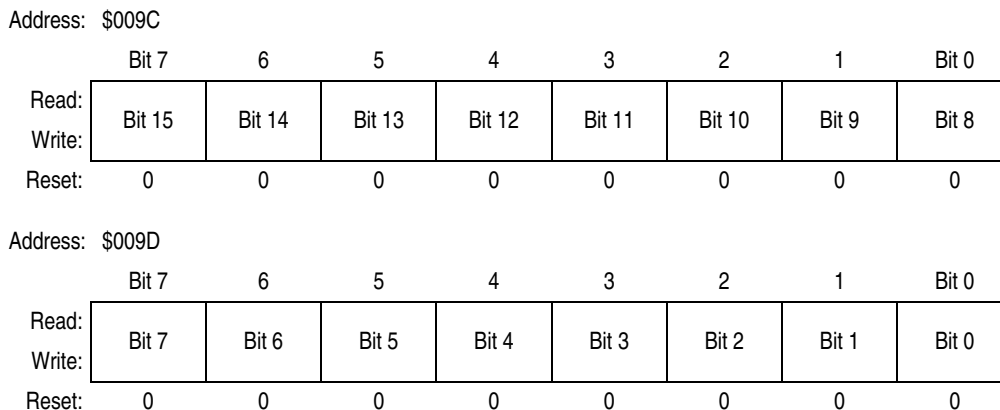 Address: $009C
Bit 7 6 5 4 3 2 1 Bit 0
Read:
Bit 15 Bit 14 Bit 13 Bit 12 Bit 11 Bit 10 Bit 9 Bit 8
Write:
Reset: 0 0 0 0 0 0 0 0
Address: $009D
Bit 7 6 5 4 3 2 1 Bit 0
Read:
Bit 7 Bit 6 Bit 5 Bit 4 Bit 3 Bit 2 Bit 1 Bit 0
Write:
Reset: 0 0 0 0 0 0 0 0